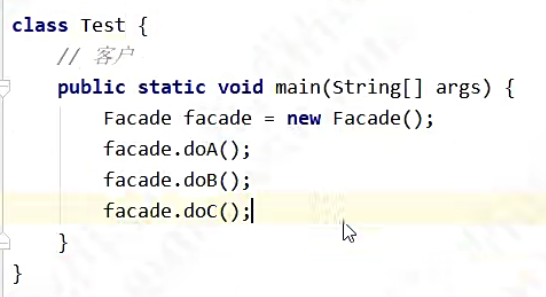 class Test {
// 客户
public static void main(String[] args) {
Facade facade = new Facade();
facade.doA();
facade.doB();
facade.doC();
}
}